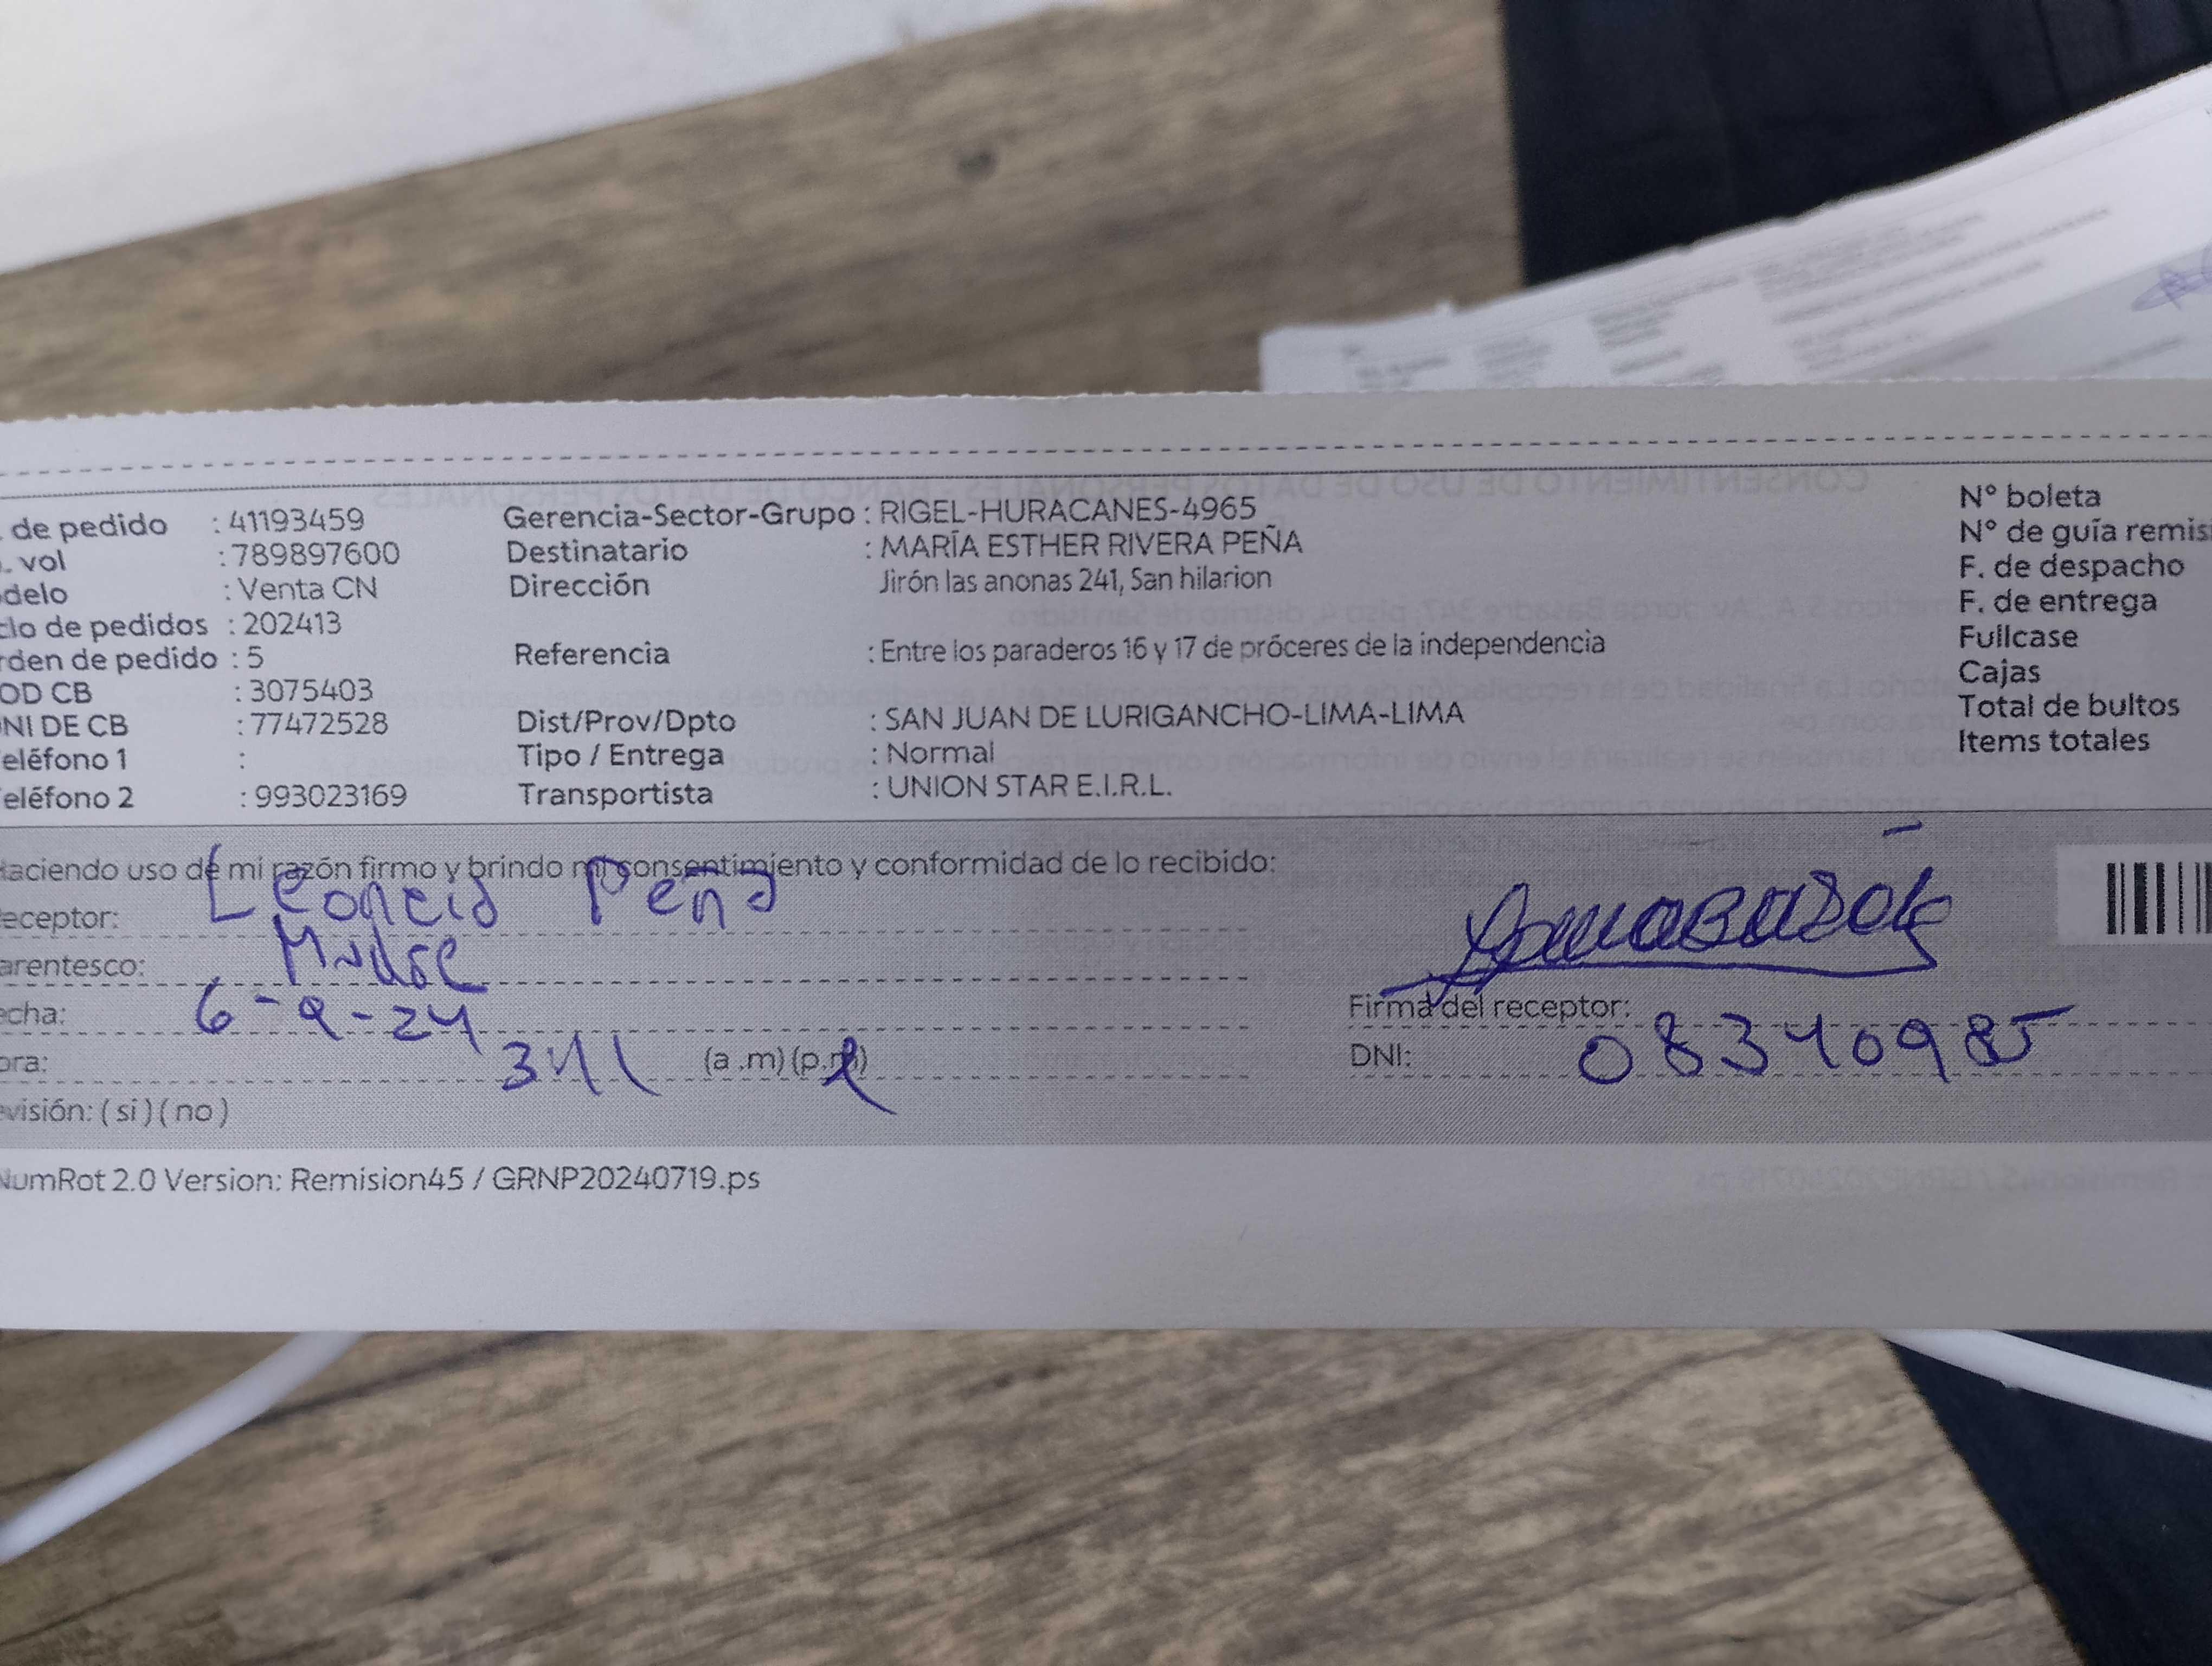 de pedido : 41193459 Gerencia-Sector-Grupo : RIGEL-HURACANES-4965 N° boleta
. vol : 789897600 Destinatario : MARÍA ESTHER RIVERA PEÑA N° de guía remisi
delo : Venta CN Dirección Jirón las anonas 241, San hilarion F. de despacho
clo de pedidos : 202413 F. de entrega
rden de pedido : 5 Referencia : Entre los paraderos 16 y 17 de próceres de la independencia Fullcase
OD CB : 3075403 Cajas
NI DE CB : 77472528 Dist/Prov/Dpto : SAN JUAN DE LURIGANCHO-LIMA-LIMA Total de bultos
eléfono 1 : Tipo / Entrega : Normal Items totales
eléfono 2 : 993023169 Transportista : UNION STAR E.I.R.L.
Haciendo uso de mi razón firmo y brindo mi consentimiento y conformidad de lo recibido:
eceptor: Leoncia Peña
arentesco: Madre
echa: 6-9-24 Firma del receptor:
ora: 341 (a .m) (p.m) DNI: 08340985
evisión: ( si ) ( no )
NumRot 2.0 Version: Remision45 / GRNP20240719.ps